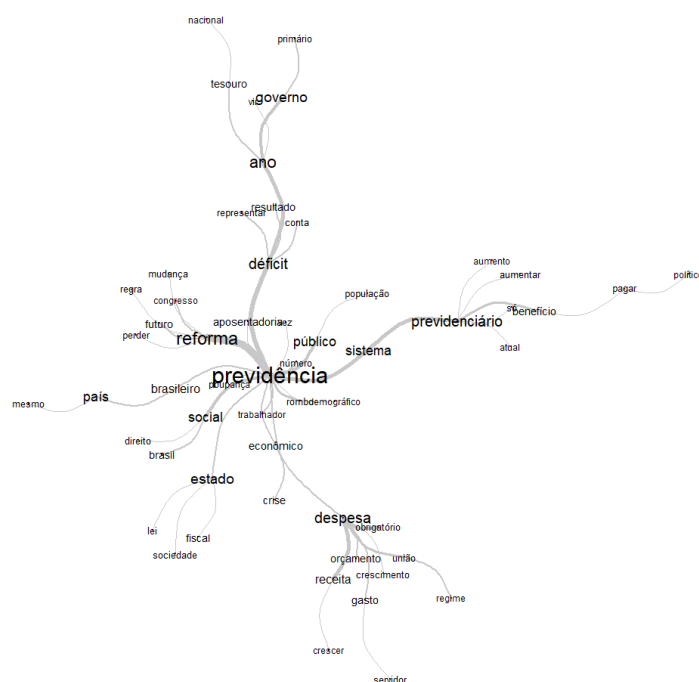 nacional
primário
tesouro
via
governo
ano
resultado
representar
conta
déficit
aumento
mudança
aumentar
político
regra
população
pagar
congresso
benefício
futuro
aposentadoria
previdenciário
perder
reforma
público
atual
sistema
número
previdência
poupança
brasileiro
país
mesmo
demográfico
trabalhador
social
direito
econômico
brasil
estado
crise
despesa
lei
obrigatório
fiscal
sociedade
orçamento
união
receita
crescimento
gasto
regime
crescer
servidor